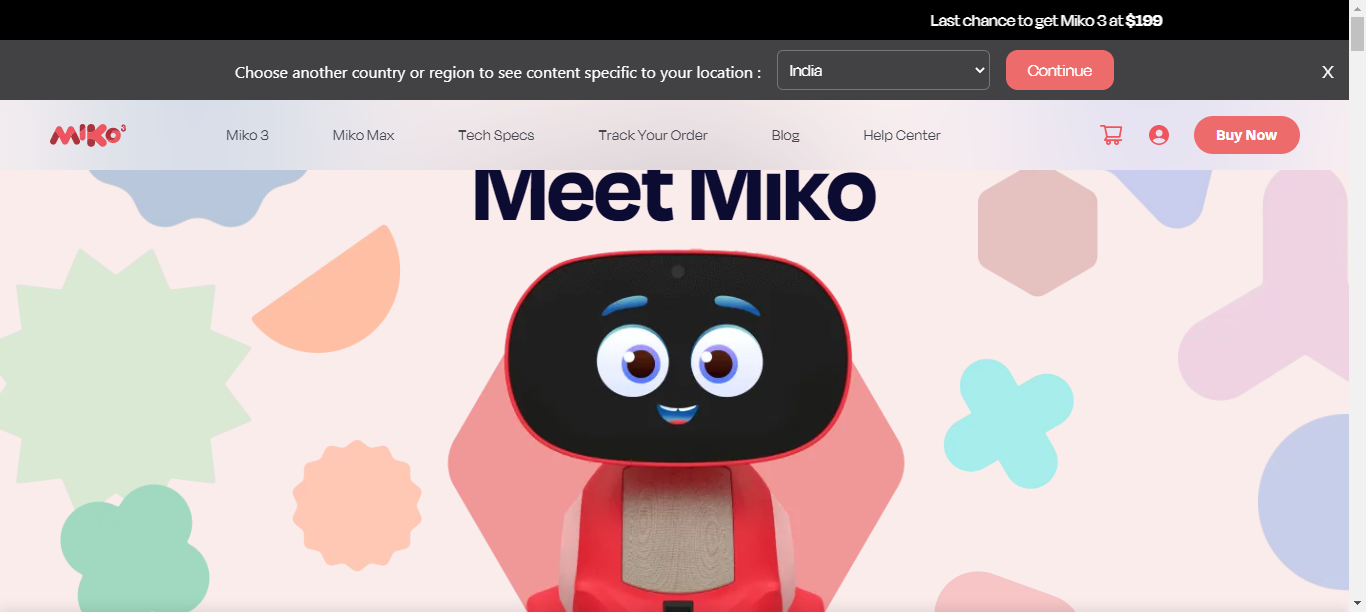 Last chance to get Miko 3 at $199
Choose another country or region to see content specific to your location :
India
Continue
X
MIKO3
Miko 3
Miko Max
Tech Specs
Track Your Order
Blog
Help Center
Buy Now
Meet Miko